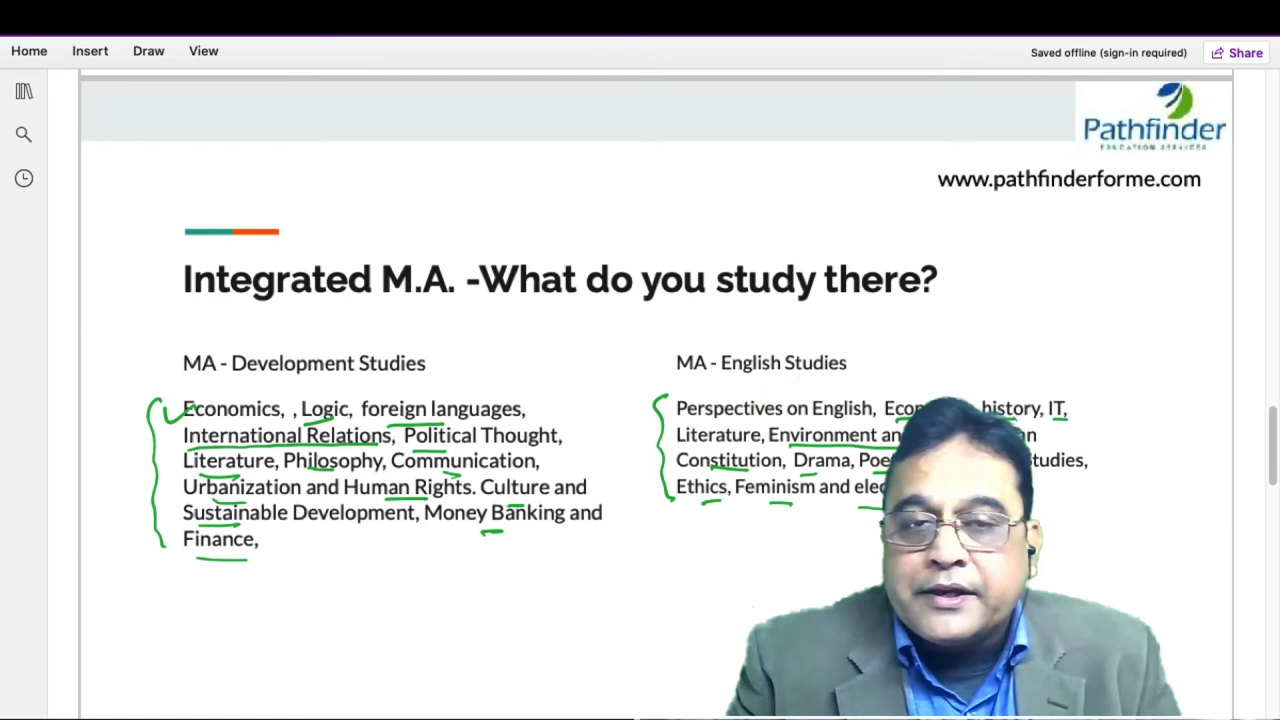 Home Insert Draw View
Saved offline (sign-in required) Share
Pathfinder
EDUCATION SERVICES
www.pathfinderforme.com
Integrated M.A. -What do you study there?
MA - Development Studies
Economics, , Logic, foreign languages,
International Relations, Political Thought,
Literature, Philosophy, Communication,
Urbanization and Human Rights. Culture and
Sustainable Development, Money Banking and
Finance,
MA - English Studies
Perspectives on English, history, IT,
Literature, Environment
Constitution, Drama, Studies,
Ethics, Feminism and